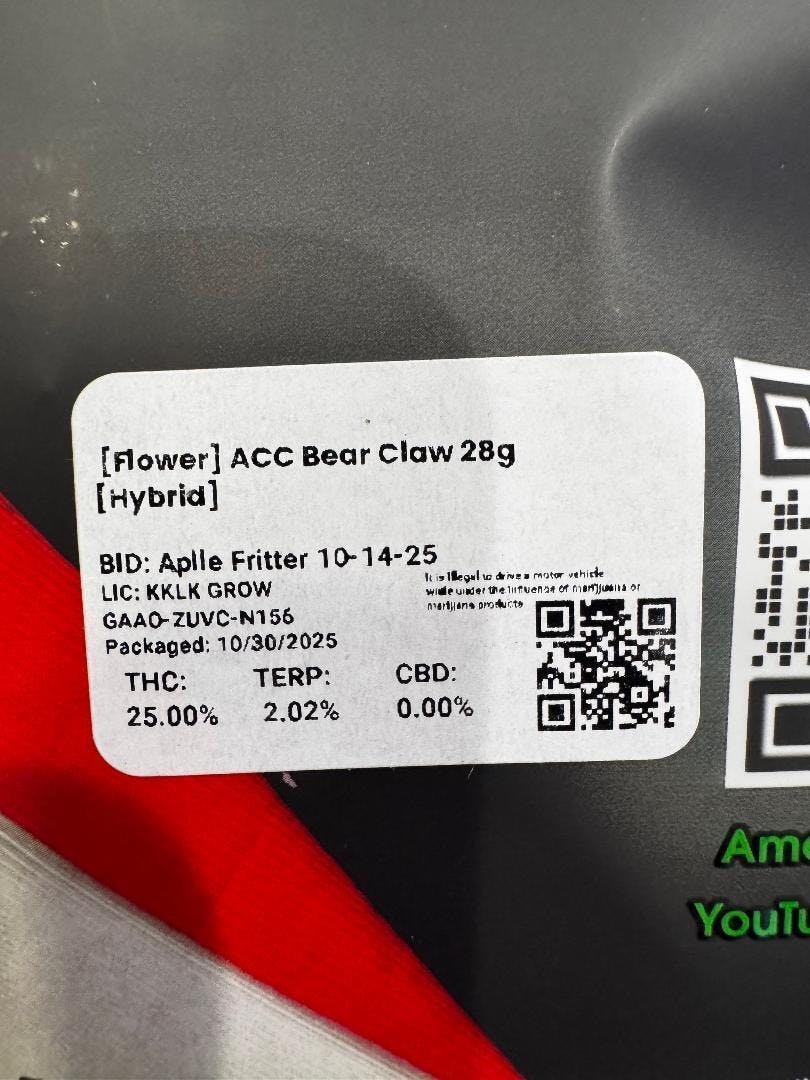 [Flower] ACC Bear Claw 28g
[Hybrid]
BID: Aplle Fritter 10-14-25
LIC: KKLK GROW
It is Illegal to drive a motor vehicle
while under the influence of marijuana or
marijuana products
GAAO-ZUVC-N156
Packaged: 10/30/2025
THC: TERP: CBD:
25.00% 2.02% 0.00%
YouTu